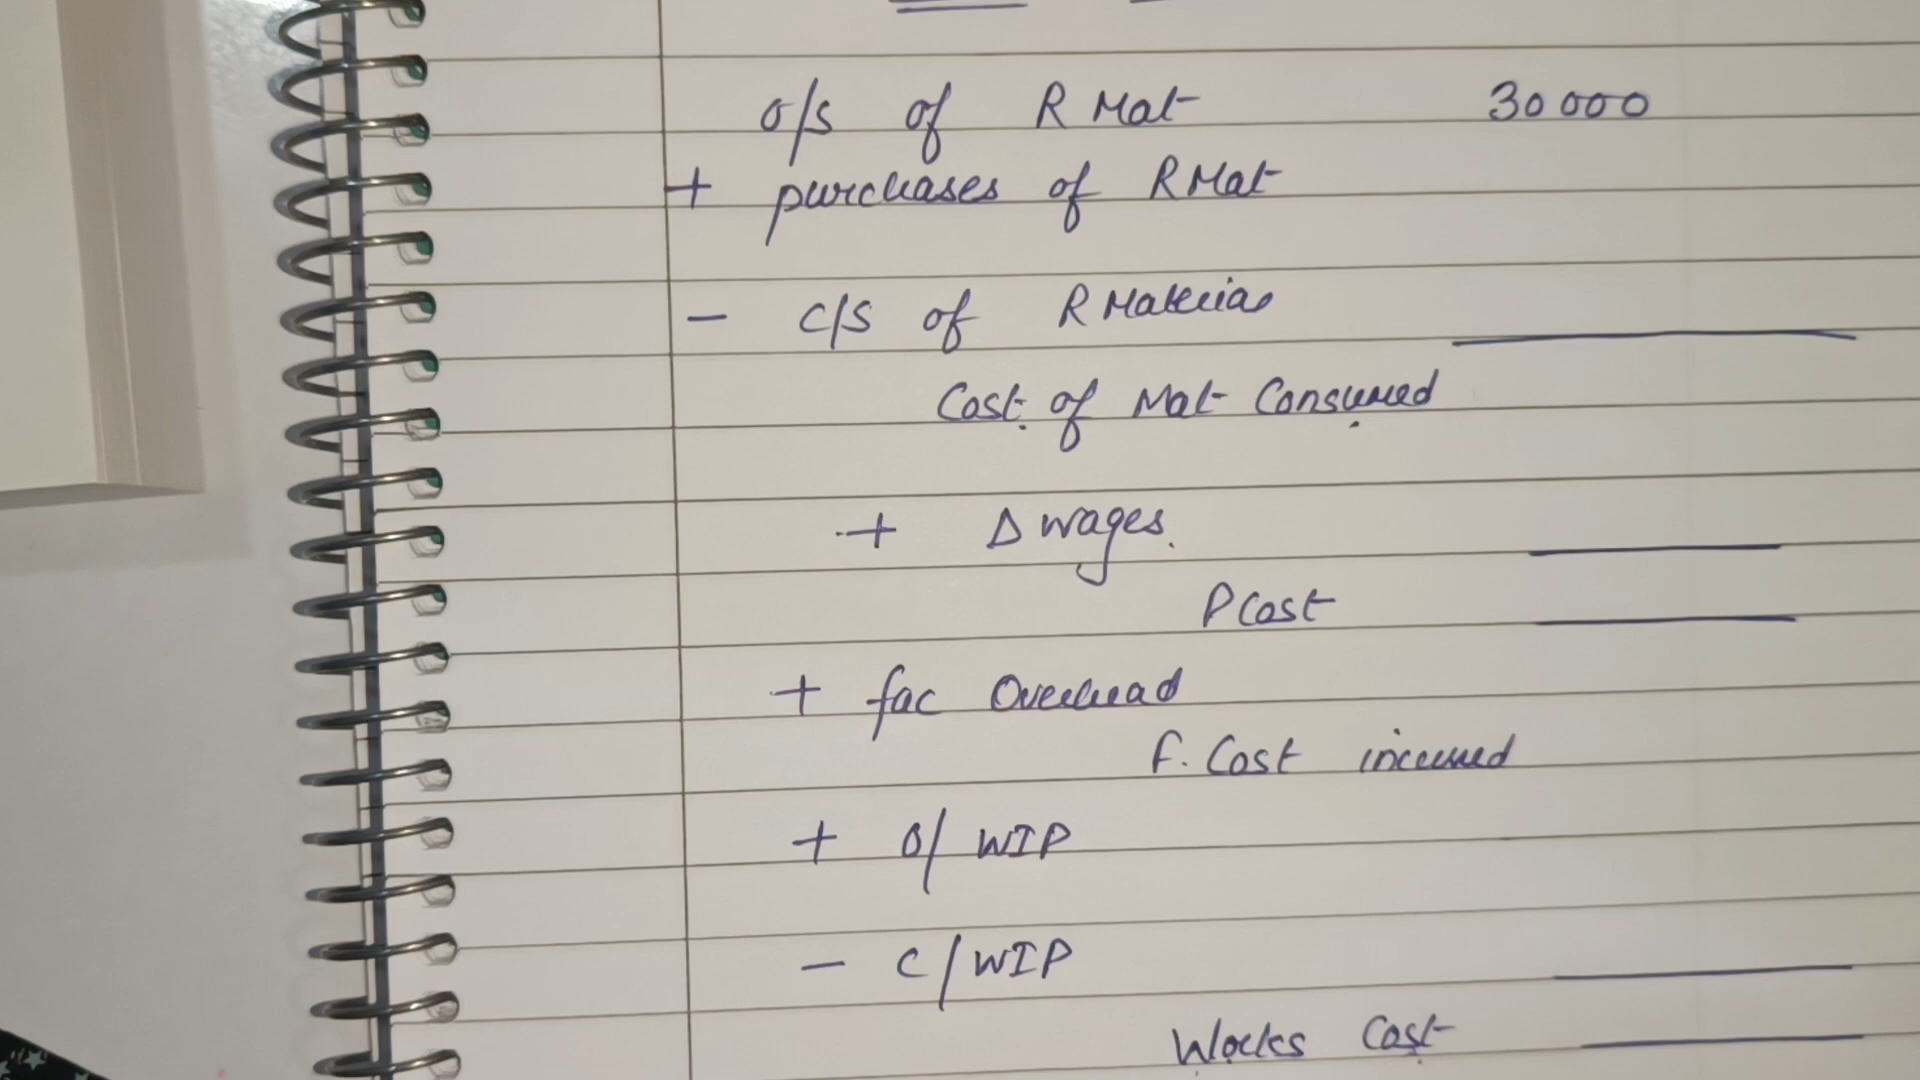 o/s of R Mat 30000
+ purchases of R Mat
- C/S of R Material
Cost of Mat Consumed
+ D wages.
P Cost
+ fac Overhead
F. Cost incurred
+ O/ WIP
- C/ WIP
Works Cost